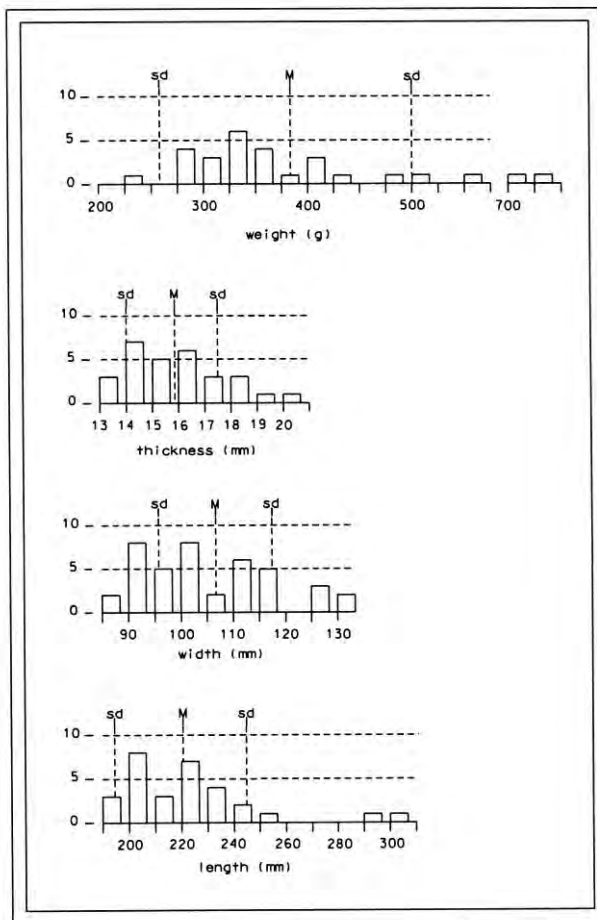 sd M sd
10
5
0
200 300 400 500 700
weight (g)
sd M sd
10
5
0
13 14 15 16 17 18 19 20
thickness (mm)
sd M sd
10
5
0
90 100 110 120 130
width (mm)
sd M sd
10
5
0
200 220 240 260 280 300
length (mm)